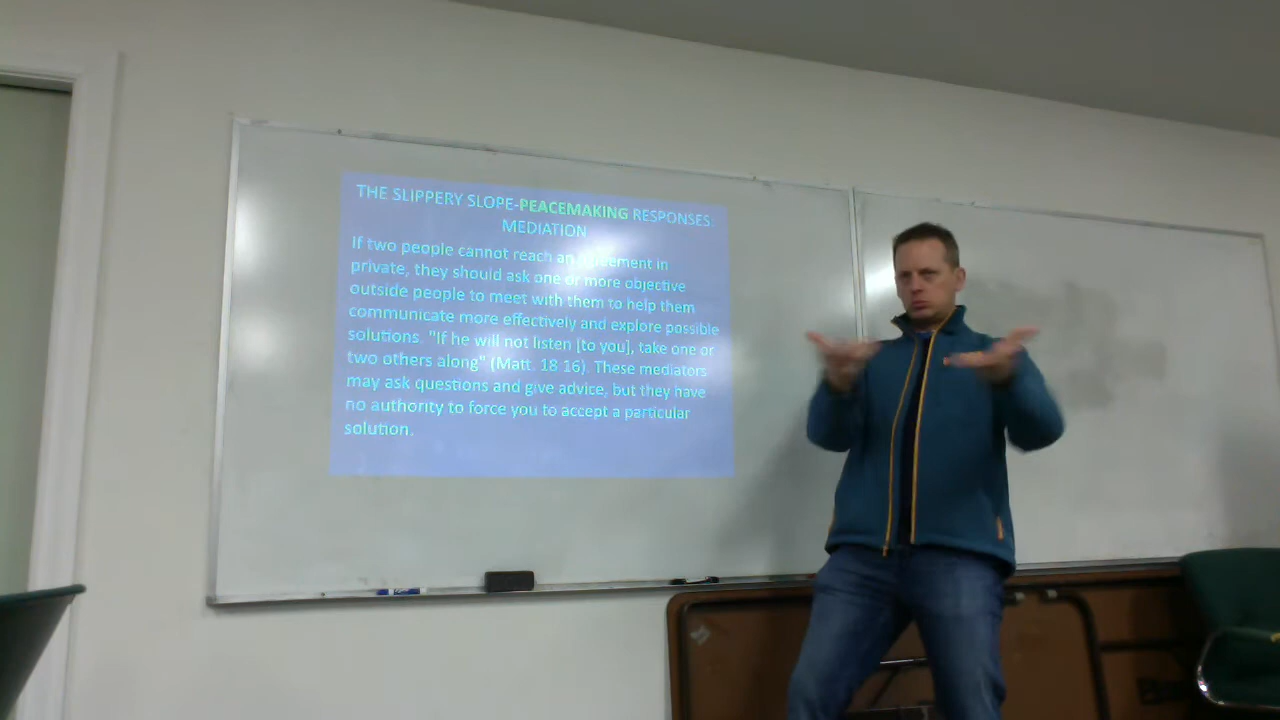 THE SLIPPERY SLOPE-PEACEMAKING RESPONSES:
MEDIATION
If two people cannot reach an agreement in
private, they should ask one or more objective
outside people to meet with them to help them
communicate more effectively and explore possible
solutions. "If he will not listen [to you], take one or
two others along" (Matt. 18:16). These mediators
may ask questions and give advice, but they have
no authority to force you to accept a particular
solution.